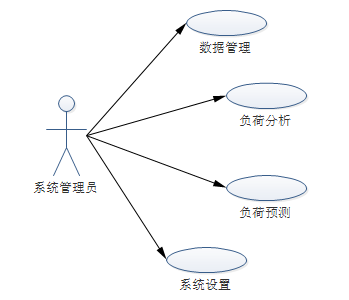 数据管理
负荷分析
系统管理员
负荷预测
系统设置